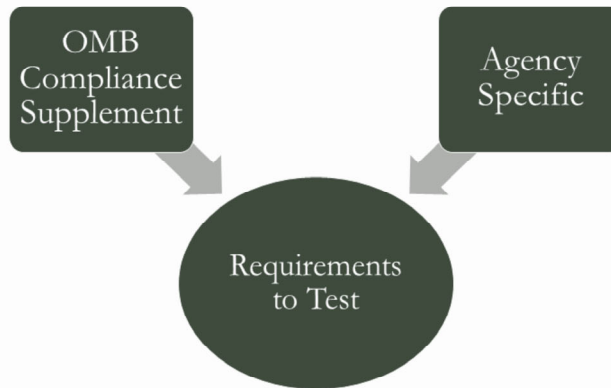 OMB
Compliance
Supplement
Agency
Specific
Requirements
to Test